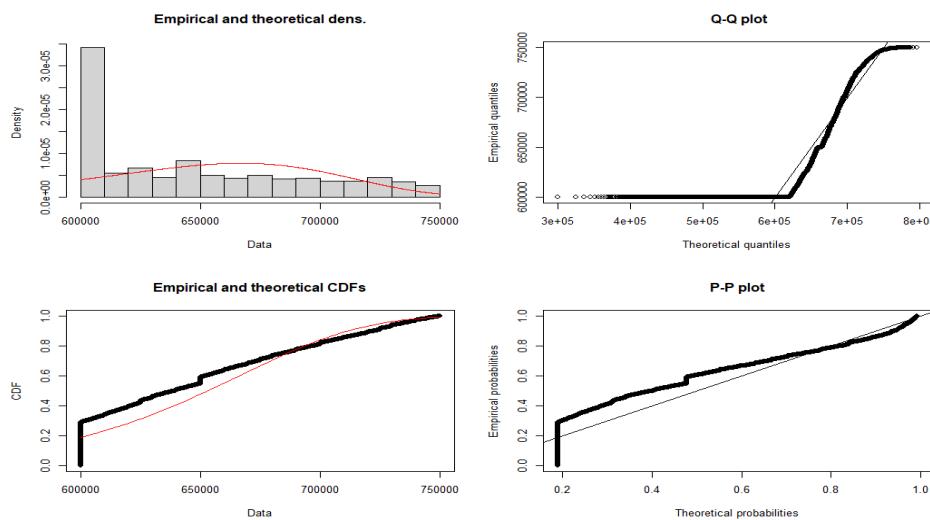 Empirical and theoretical dens.
Density
0.0e+00 1.0e-05 2.0e-05 3.0e-05
600000 650000 700000 750000
Data
Q-Q plot
Empirical quantiles
600000 650000 700000 750000
3e+05 4e+05 5e+05 6e+05 7e+05 8e+0
Theoretical quantiles
Empirical and theoretical CDFs
CDF
0.0 0.2 0.4 0.6 0.8 1.0
600000 650000 700000 750000
Data
P-P plot
Empirical probabilities
0.0 0.2 0.4 0.6 0.8 1.0
0.2 0.4 0.6 0.8 1.0
Theoretical probabilities